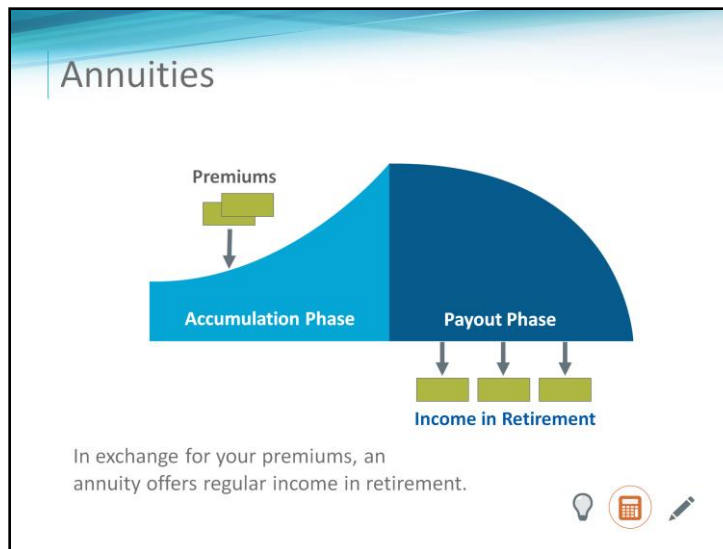 Annuities
Premiums
Accumulation Phase
Payout Phase
Income in Retirement
In exchange for your premiums, an
annuity offers regular income in retirement.